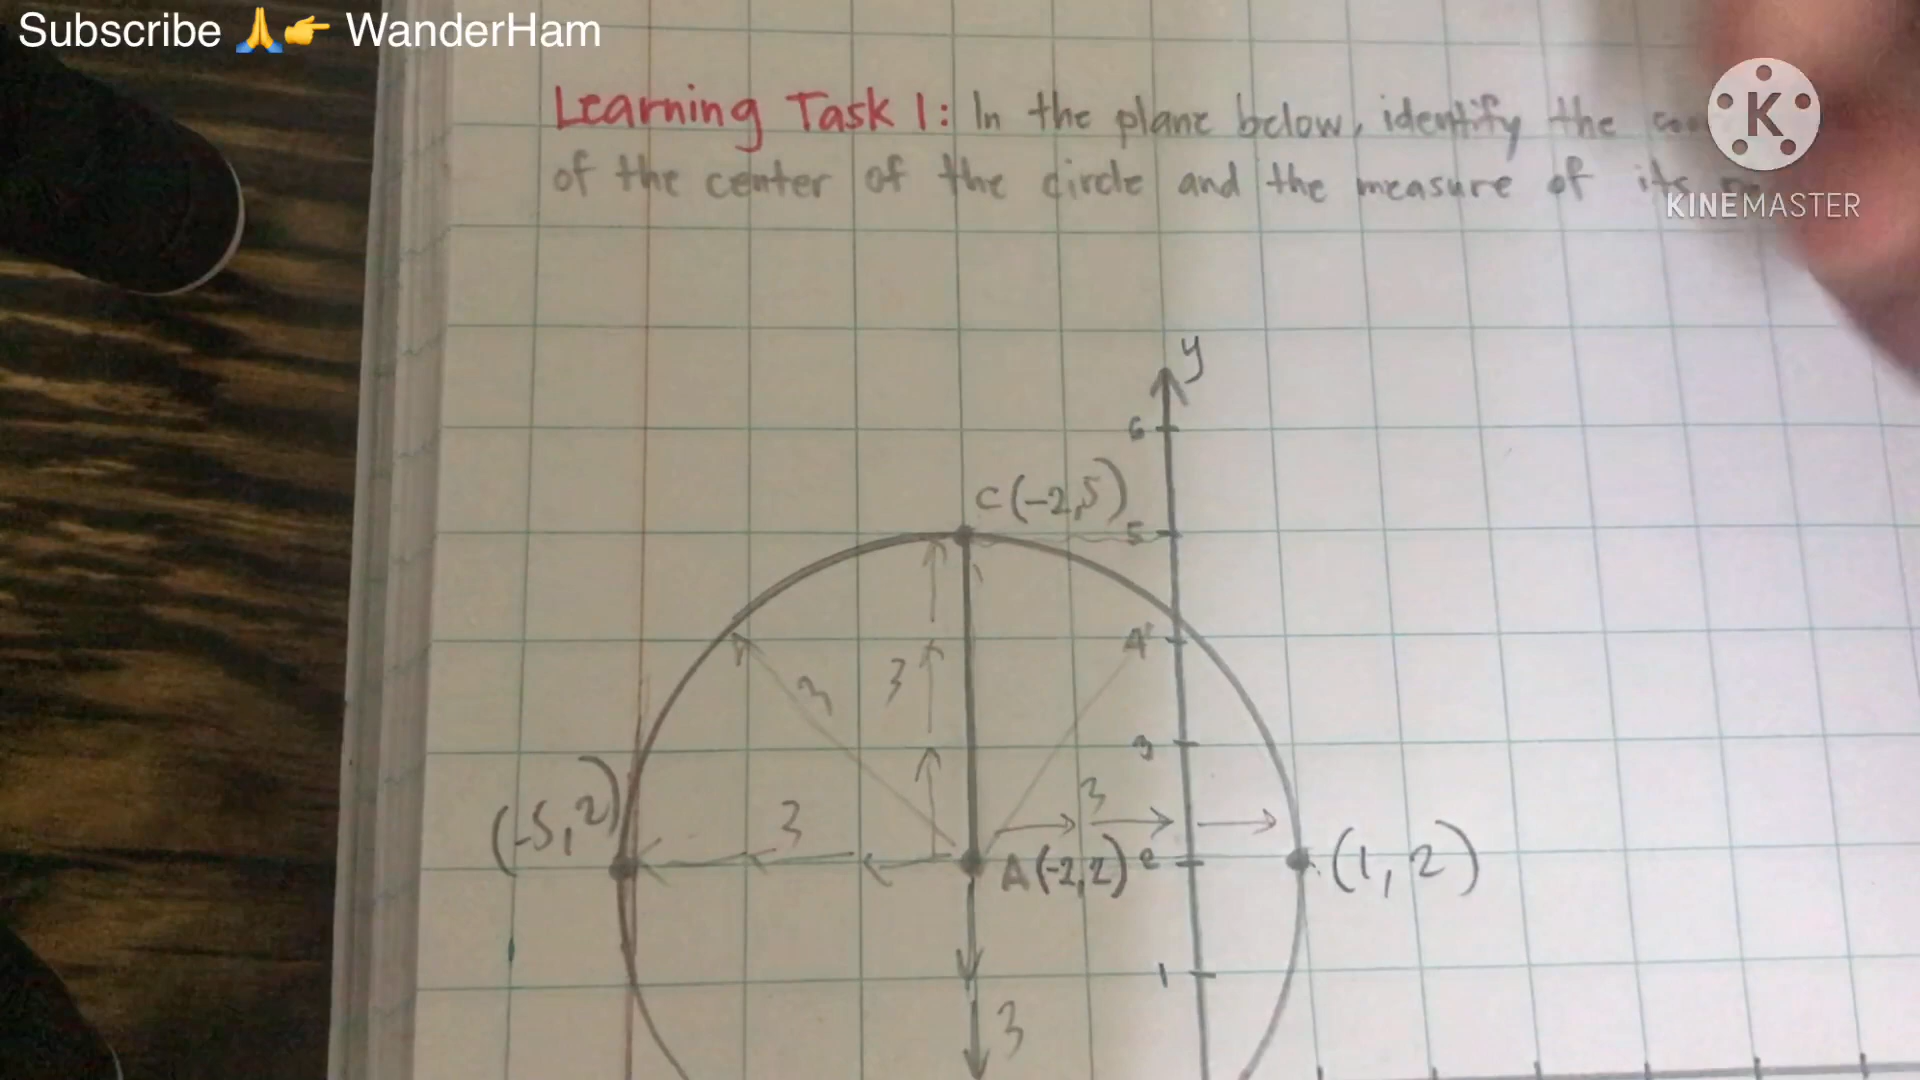 Subscribe 🙏👉 WanderHam
Learning Task 1: In the plane below, identify the
K
of the center of the circle and the measure of its
KINEMASTER
y
6
C(-2,5)
5
4
3
3
3
(-5,2)
3
3
A(-2,2)
2
(1,2)
1
3